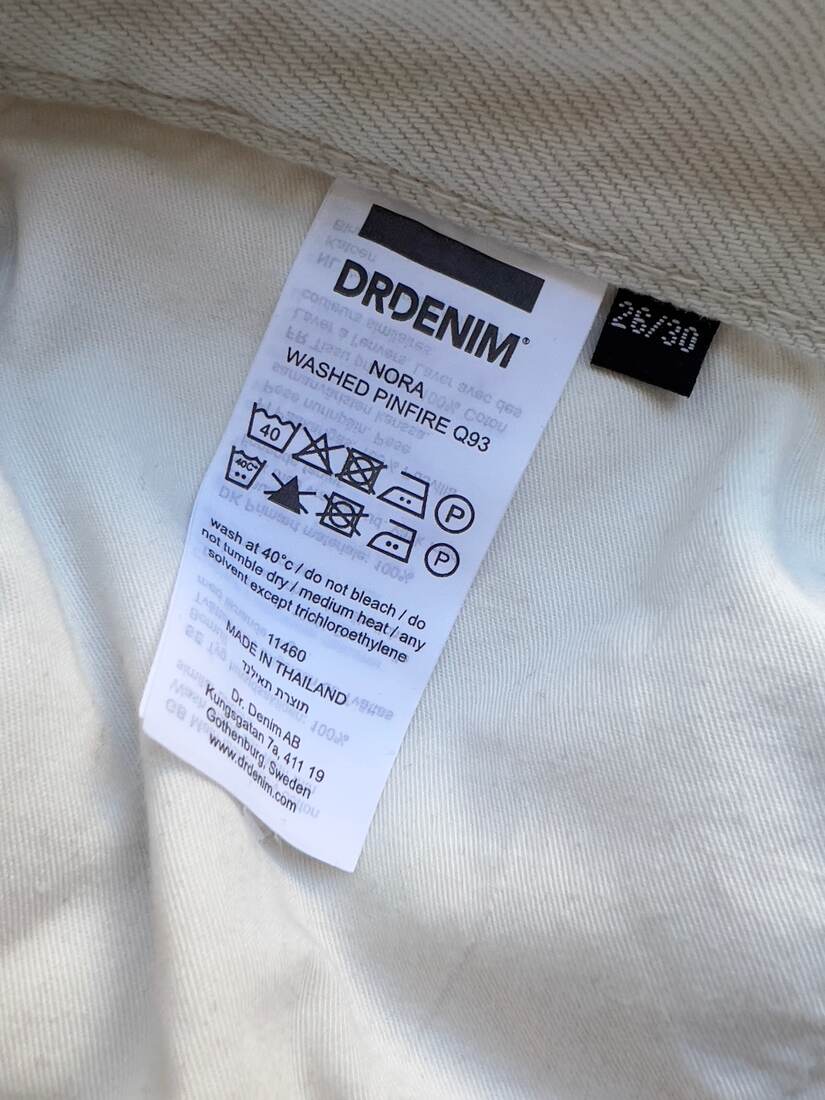 DRDENIM®
NORA
WASHED PINFIRE Q93
40
P
40C°
P
wash at 40°c / do not bleach / do
not tumble dry / medium heat / any
solvent except trichloroethylene
11460
MADE IN THAILAND
תוצרת תאילנד
Dr. Denim AB
Kungsgatan 7a, 411 19
Gothenburg, Sweden
www.drdenim.com
26/30